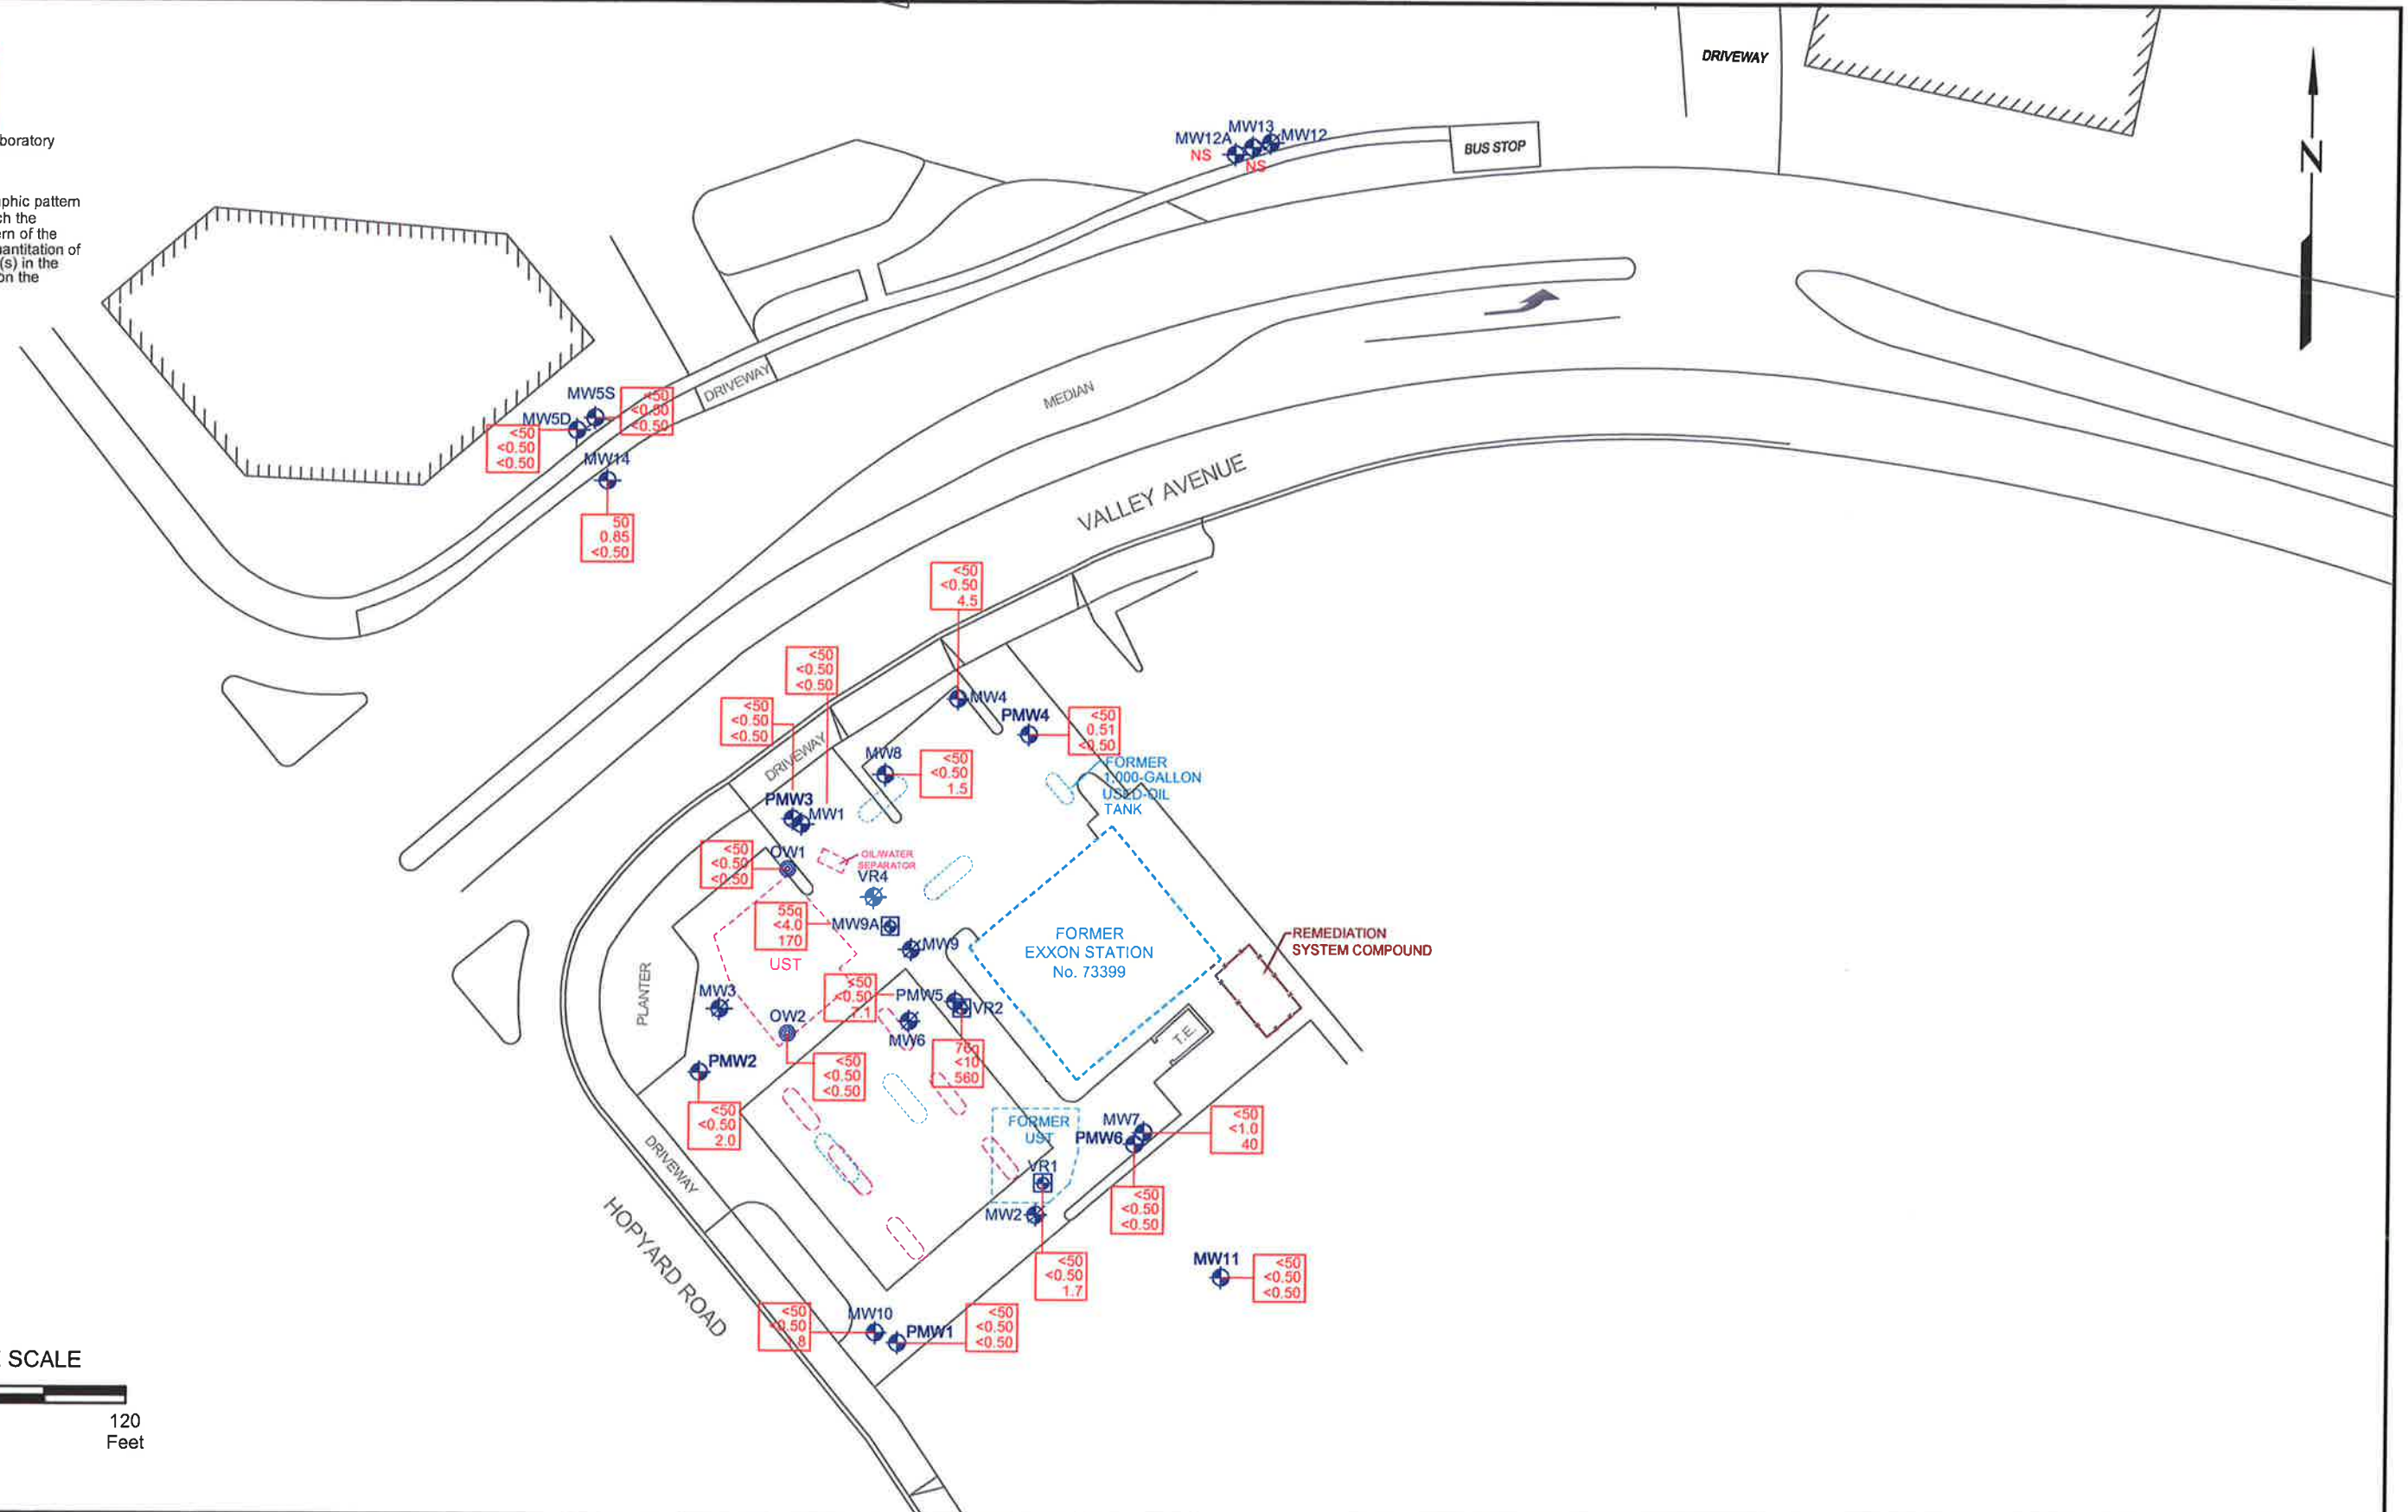 boratory
phic pattern
ch the
ern of the
antitation of
(s) in the
on the
DRIVEWAY
N
MW12A
MW13
MW12
NS
NS
BUS STOP
MW5S
<50
<0.50
<0.50
MW5D
<50
<0.50
<0.50
MW14
50
0.85
<0.50
DRIVEWAY
MEDIAN
VALLEY AVENUE
<50
<0.50
4.5
MW4
<50
<0.50
<0.50
<50
<0.50
<0.50
PMW4
<50
0.51
<0.50
DRIVEWAY
MW8
<50
<0.50
1.5
FORMER
1,000-GALLON
USED-OIL
TANK
PMW3
MW1
OW1
<50
<0.50
<0.50
OIL/WATER
SEPARATOR
VR4
55q
<4.0
170
MW9A
MW9
UST
FORMER
EXXON STATION
No. 73399
REMEDIATION
SYSTEM COMPOUND
PLANTER
MW3
<50
<0.50
7.1
PMW5
VR2
OW2
MW6
T.E.
76q
<10
560
<50
<0.50
<0.50
PMW2
<50
<0.50
2.0
FORMER
UST
MW7
PMW6
<50
<1.0
40
DRIVEWAY
VR1
MW2
<50
<0.50
<0.50
HOPYARD ROAD
<50
<0.50
1.7
MW11
<50
<0.50
<0.50
<50
<0.50
MW10
PMW1
<50
<0.50
<0.50
SCALE
120
Feet